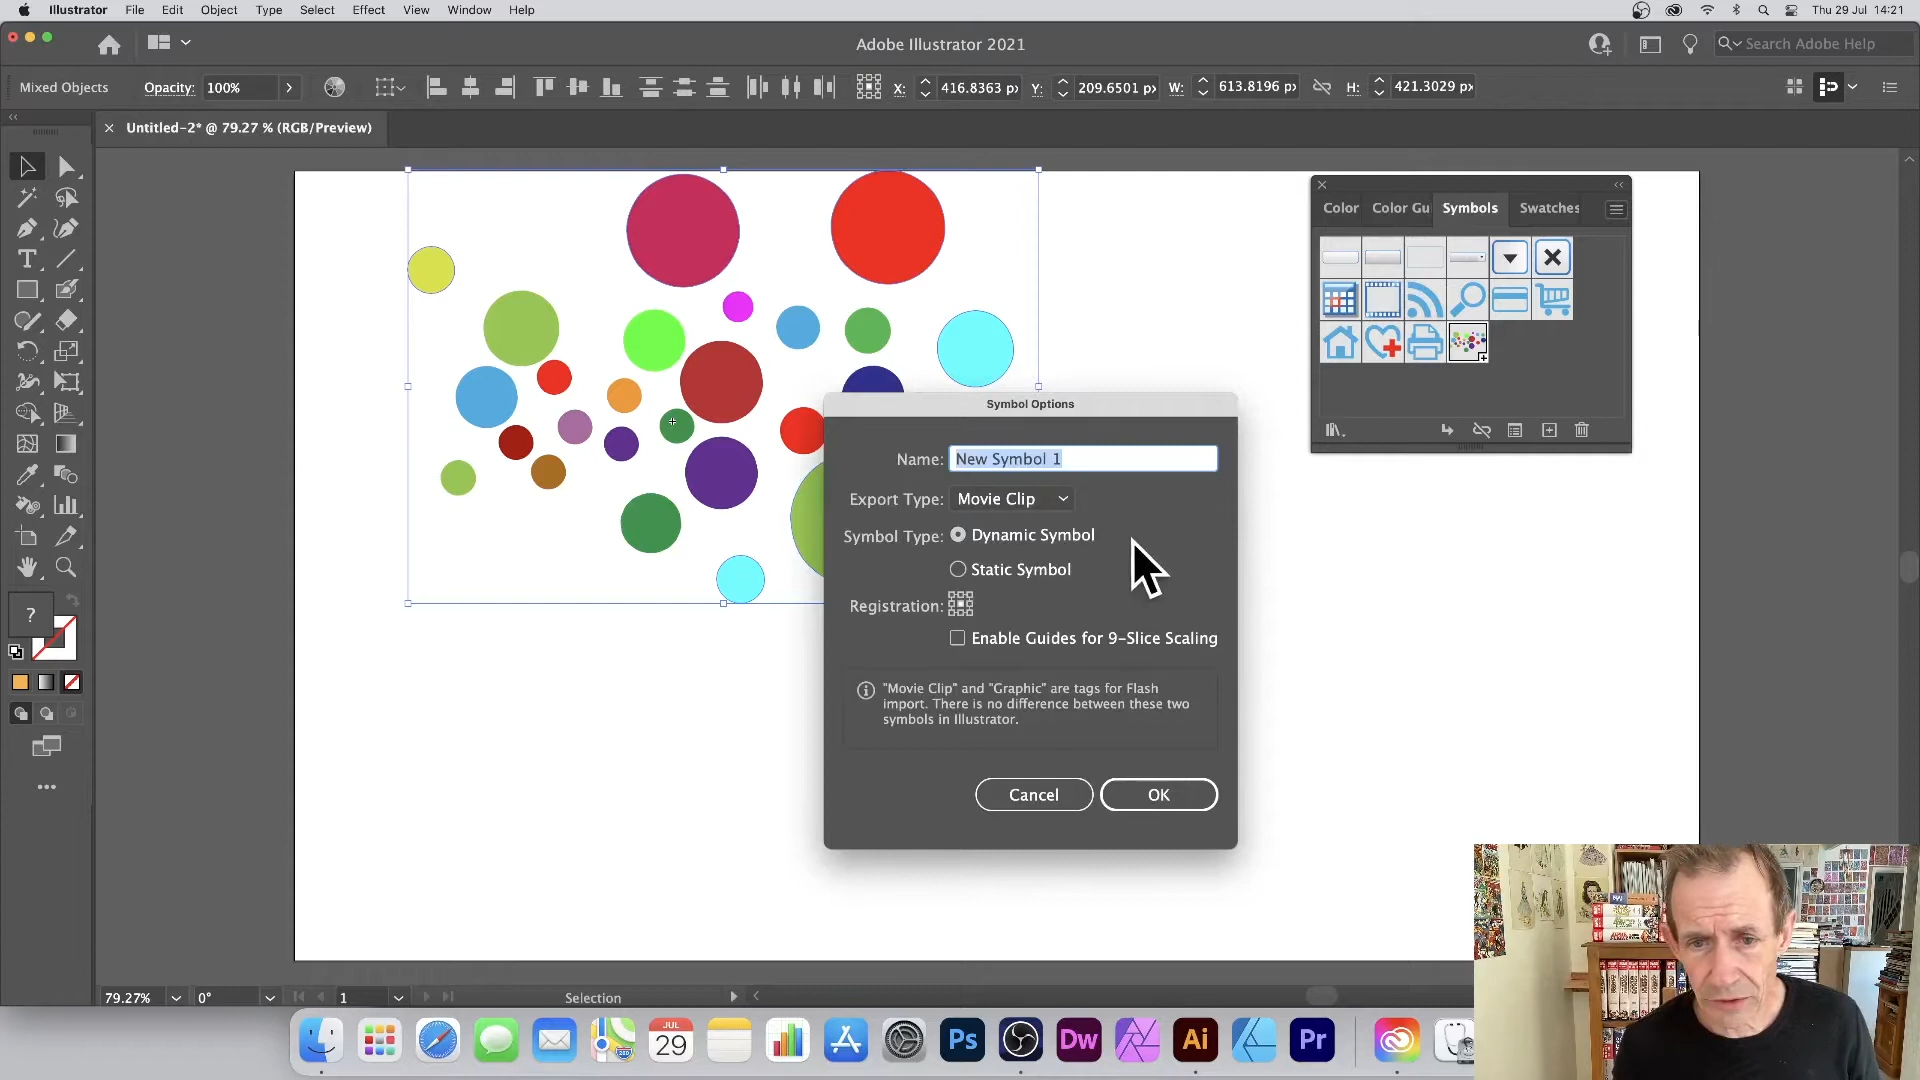 Illustrator File Edit Object Type Select Effect View Window Help Thu 29 Jul 14:21
Adobe Illustrator 2021 Search Adobe Help
Mixed Objects Opacity: 100% X: 416.8363 px Y: 209.6501 px W: 613.8196 px H: 421.3029 px
Untitled-2* @ 79.27 % (RGB/Preview)
Color Color Gu Symbols Swatches
Symbol Options
Name: New Symbol 1
Export Type: Movie Clip
Symbol Type: Dynamic Symbol
Static Symbol
Registration:
Enable Guides for 9-Slice Scaling
"Movie Clip" and "Graphic" are tags for Flash
import. There is no difference between these two
symbols in Illustrator.
Cancel OK
?
79.27% 0° 1 Selection
JUL
29
Ps Dw Ai Pr